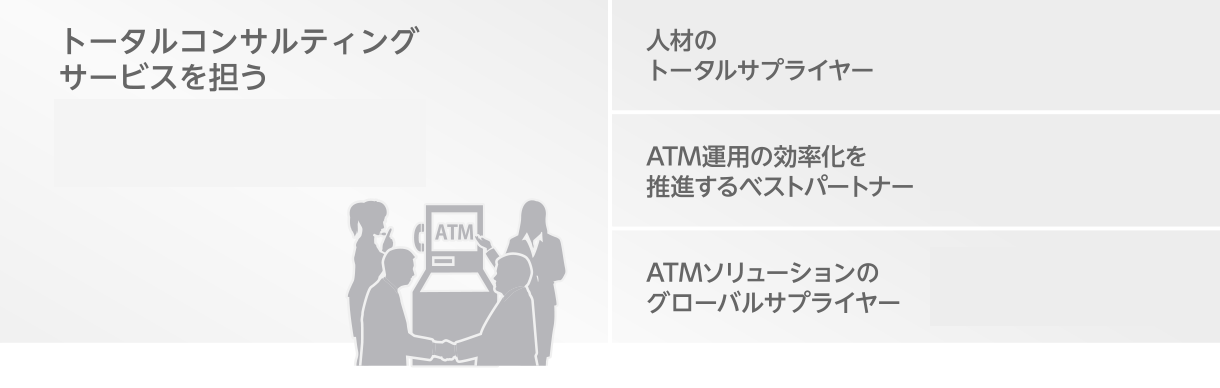 トータルコンサルティング
サービスを担う
ATM
人材の
トータルサプライヤー
ATM運用の効率化を
推進するベストパートナー
ATMソリューションの
グローバルサプライヤー